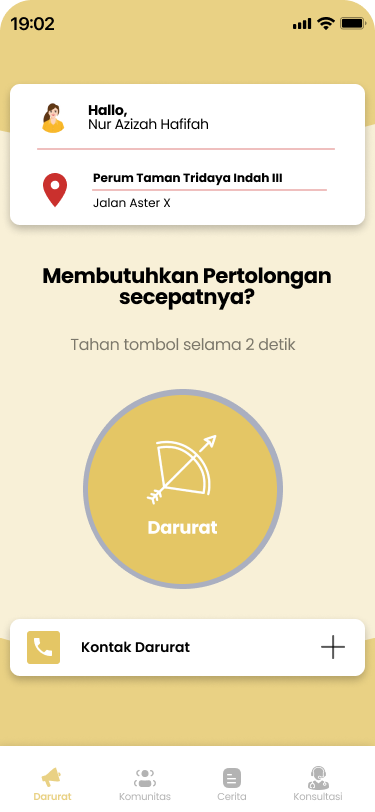 19:02
Hallo,
Nur Azizah Hafifah
Perum Taman Tridaya Indah III
Jalan Aster X
Membutuhkan Pertolongan
secepatnya?
Tahan tombol selama 2 detik
Darurat
Kontak Darurat
Darurat Komunitas Cerita Konsultasi